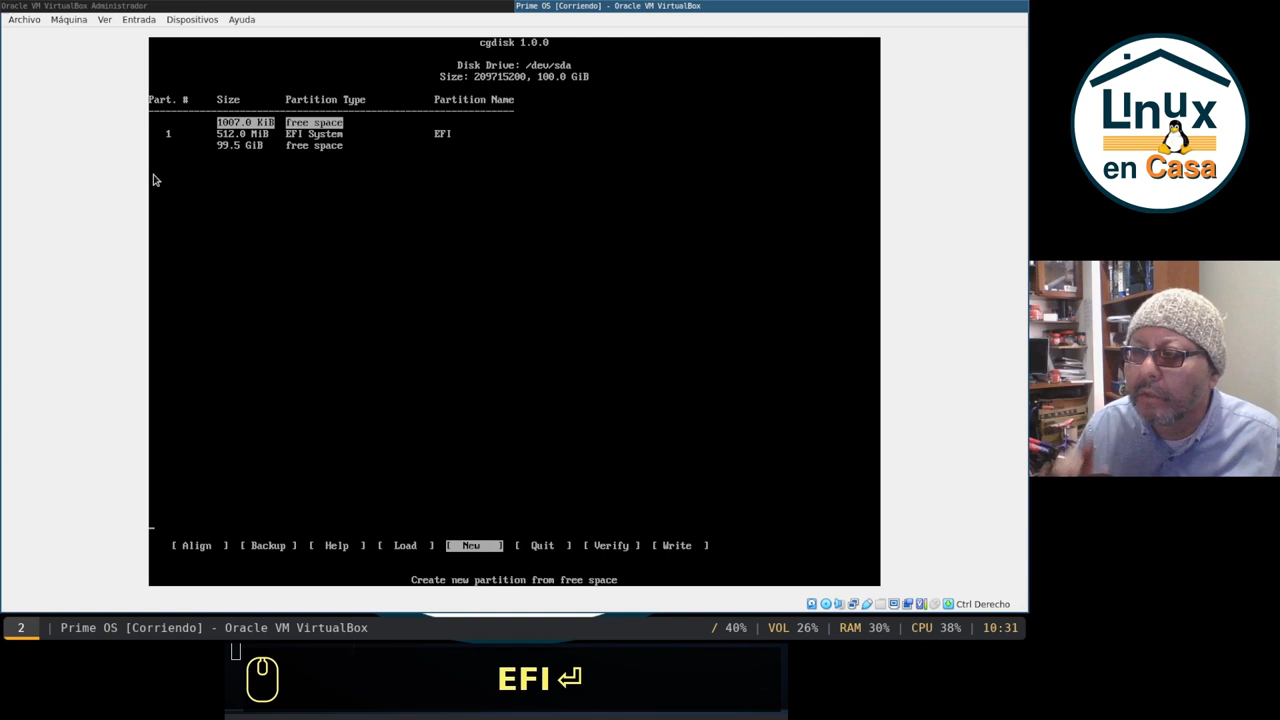 Oracle VM VirtualBox Administrador
Prime OS [Corriendo] - Oracle VM VirtualBox
Archivo Máquina Ver Entrada Dispositivos Ayuda
cgdisk 1.0.0
Disk Drive: /dev/sda
Size: 209715200, 100.0 GiB
Part. # Size Partition Type Partition Name
1007.0 KiB free space
1 512.0 MiB EFI System EFI
99.5 GiB free space
[ Align ] [ Backup ] [ Help ] [ Load ] [ New ] [ Quit ] [ Verify ] [ Write ]
Create new partition from free space
Ctrl Derecho
2 | Prime OS [Corriendo] - Oracle VM VirtualBox / 40% | VOL 26% | RAM 30% | CPU 38% | 10:31
EFI ⏎
Linux
en Casa